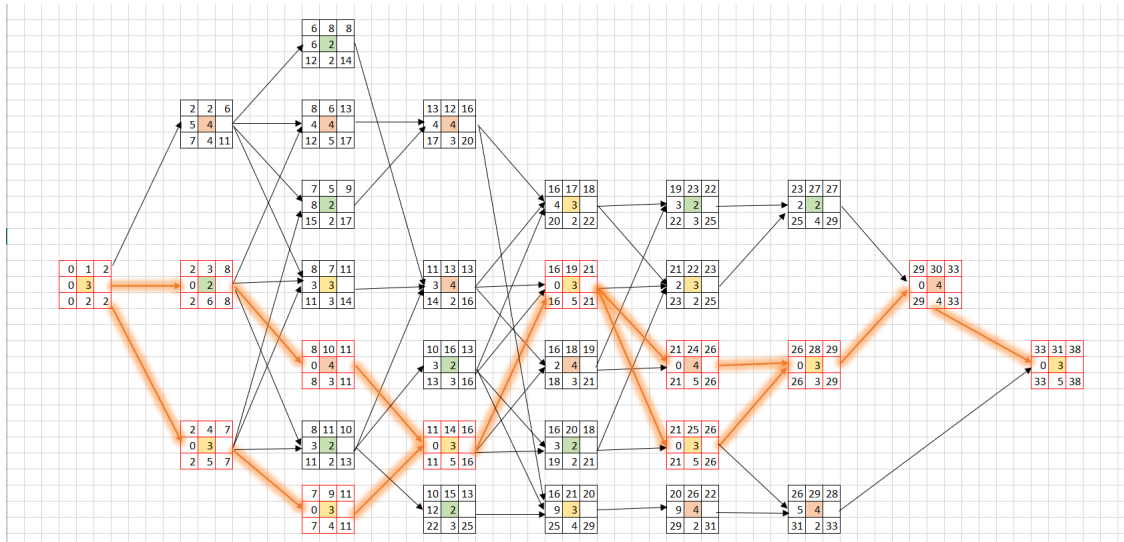 6 8 8
6 2
12 2 14
2 2 6
5 4
7 4 11
8 6 13
4 4
12 5 17
13 12 16
4 4
17 3 20
7 5 9
8 2
15 2 17
16 17 18
4 3
20 2 22
19 23 22
3 2
22 3 25
23 27 27
2 2
25 4 29
0 1 2
0 3
0 2 2
2 3 8
0 2
2 6 8
8 7 11
3 3
11 3 14
11 13 13
3 4
14 2 16
16 19 21
0 3
16 5 21
21 22 23
2 3
23 2 25
29 30 33
0 4
29 4 33
8 10 11
0 4
8 3 11
10 16 13
3 2
13 3 16
16 18 19
2 4
18 3 21
21 24 26
0 4
21 5 26
26 28 29
0 3
26 3 29
33 31 38
0 3
33 5 38
2 4 7
0 3
2 5 7
8 11 10
3 2
11 2 13
11 14 16
0 3
11 5 16
16 20 18
3 2
19 2 21
21 25 26
0 3
21 5 26
7 9 11
0 3
7 4 11
10 15 13
12 2
22 3 25
16 21 20
9 3
25 4 29
20 26 22
9 4
29 2 31
26 29 28
5 4
31 2 33